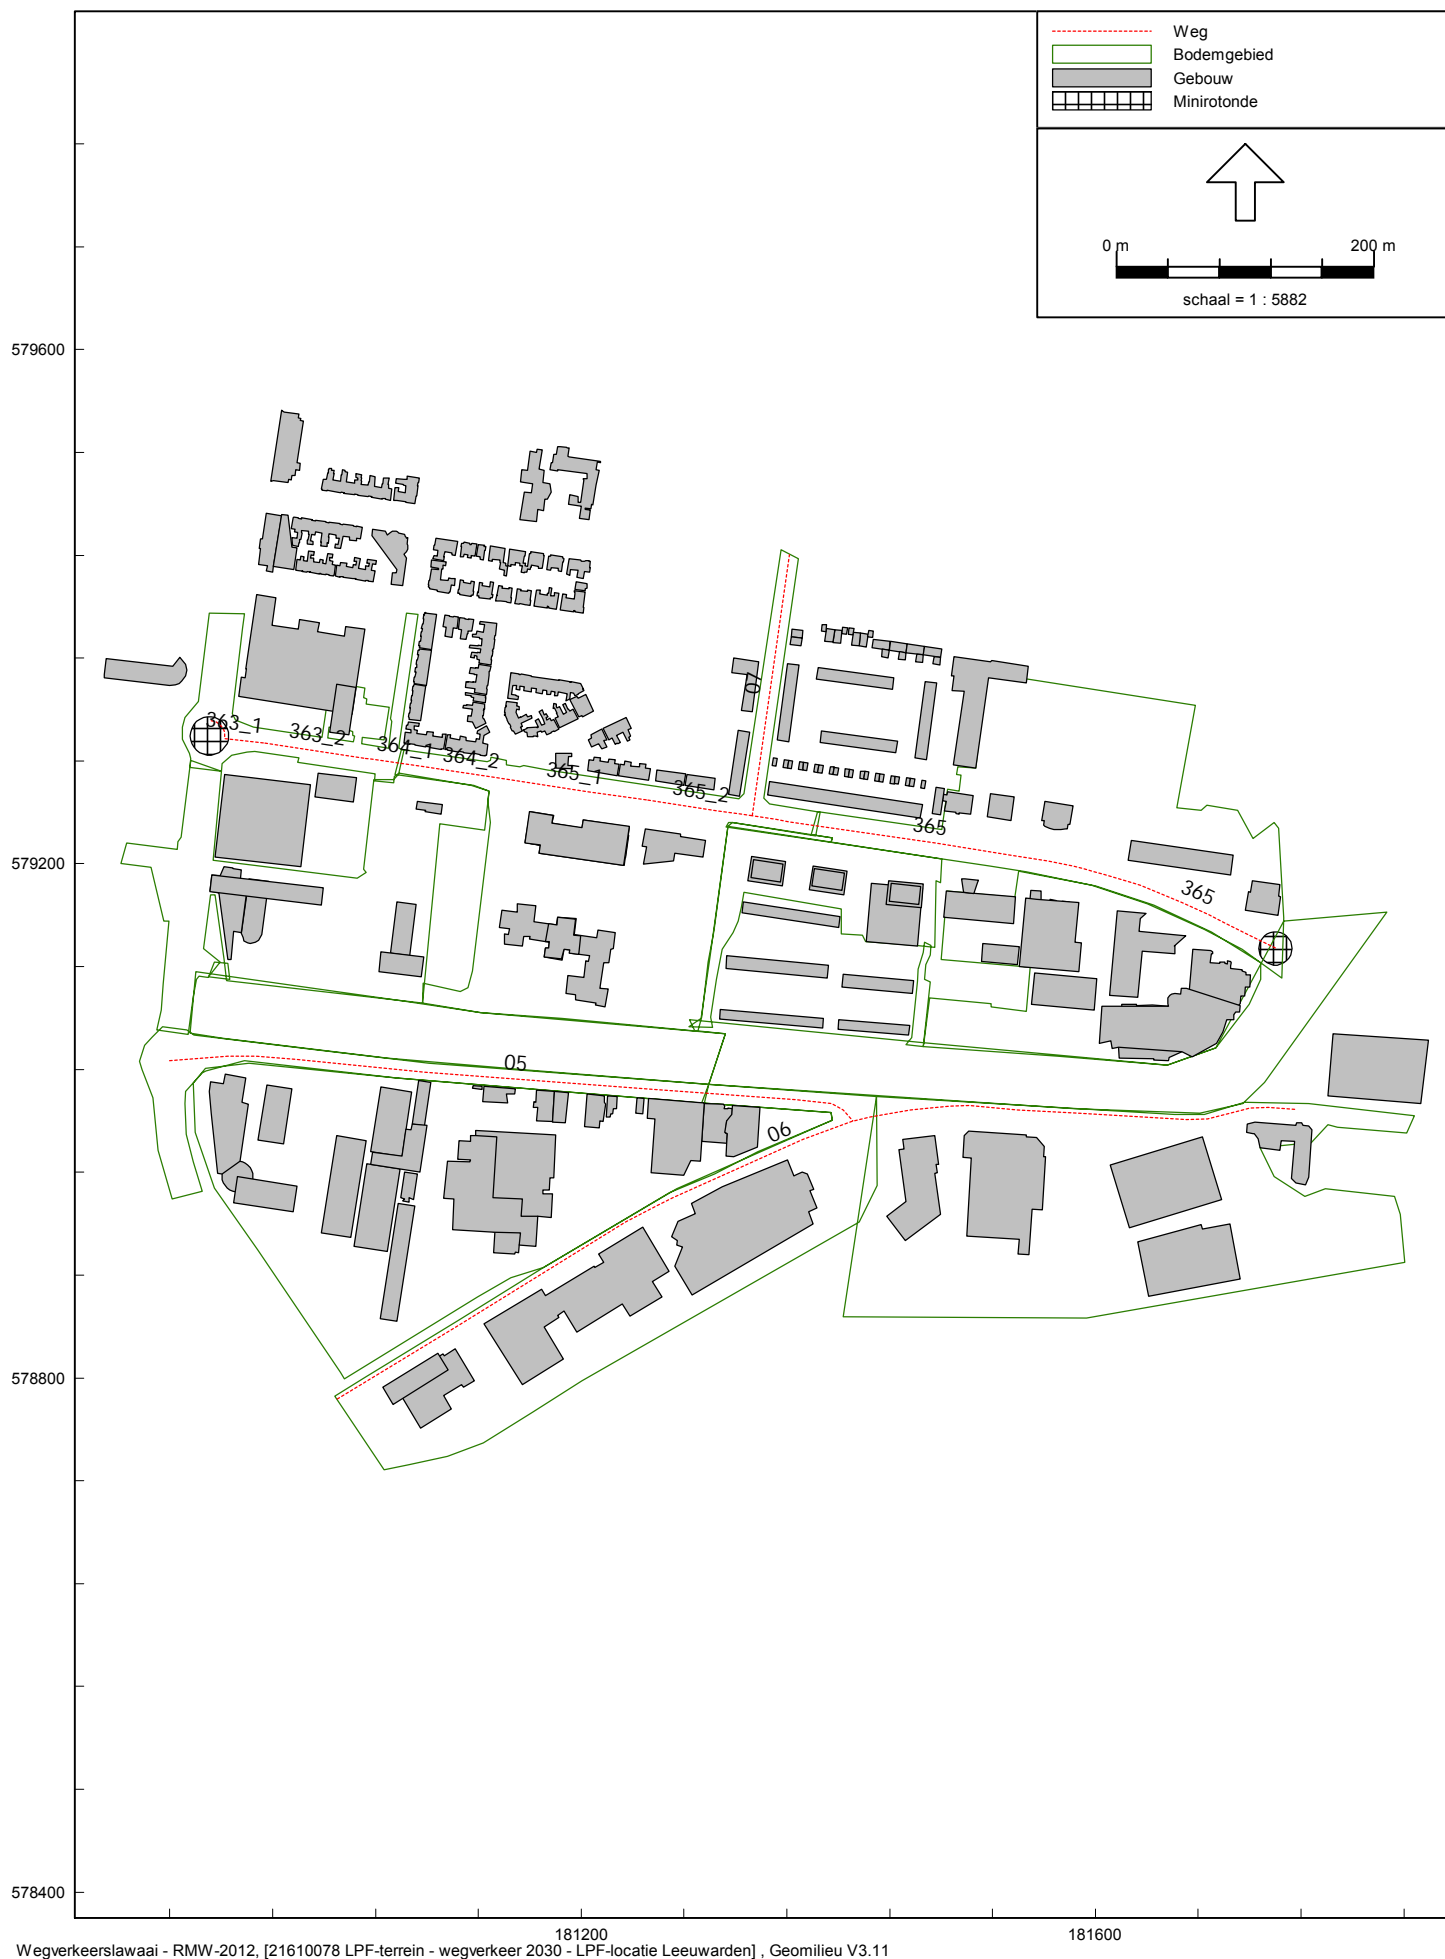 Weg
Bodemgebied
Gebouw
Minirotonde
0 m 200 m
schaal = 1 : 5882
579600
07
363_1
363_2
364_1
364_2
365_1
365_2
365
579200
365
05
06
578800
578400
181200 181600
Wegverkeerslawaai - RMW-2012, [21610078 LPF-terrein - wegverkeer 2030 - LPF-locatie Leeuwarden] , Geomilieu V3.11